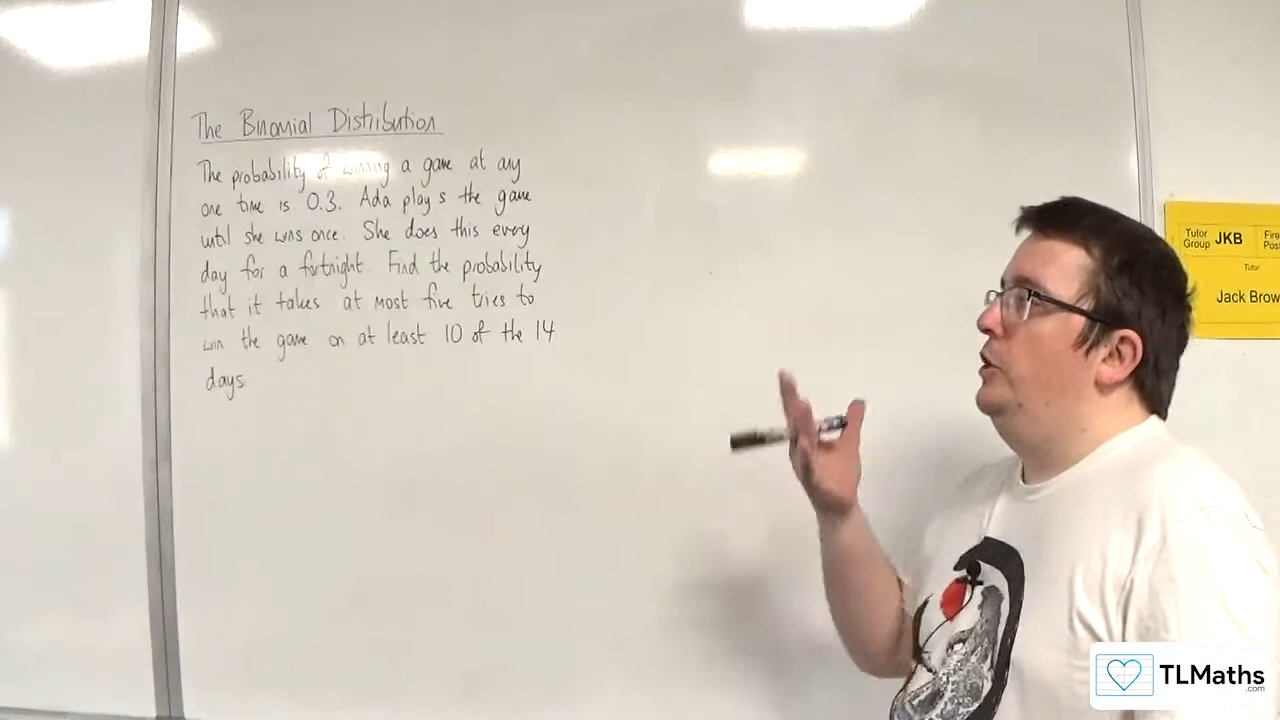 The Binomial Distribution
The probability of winning a game at any
one time is 0.3. Ada plays the game
until she wins once. She does this every
day for a fortnight. Find the probability
that it takes at most five tries to
win the game on at least 10 of the 14
days
Tutor
Group JKB
Fire
Tutor
Jack
TLMaths
.com